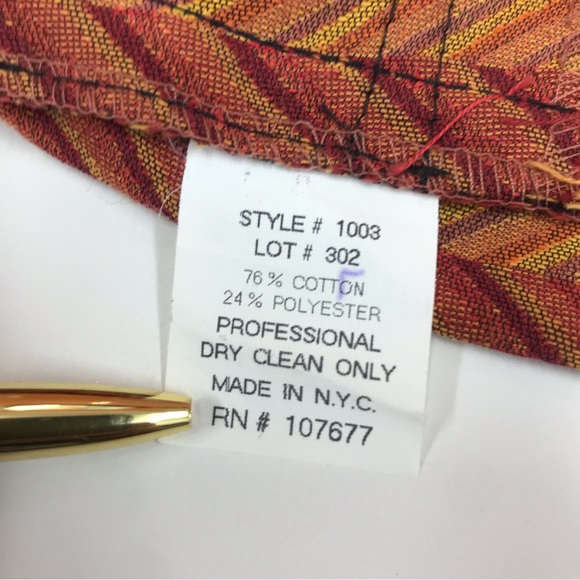 STYLE # 1003
LOT # 302
76% COTTON
24% POLYESTER
PROFESSIONAL
DRY CLEAN ONLY
MADE IN N.Y.C.
RN # 107677